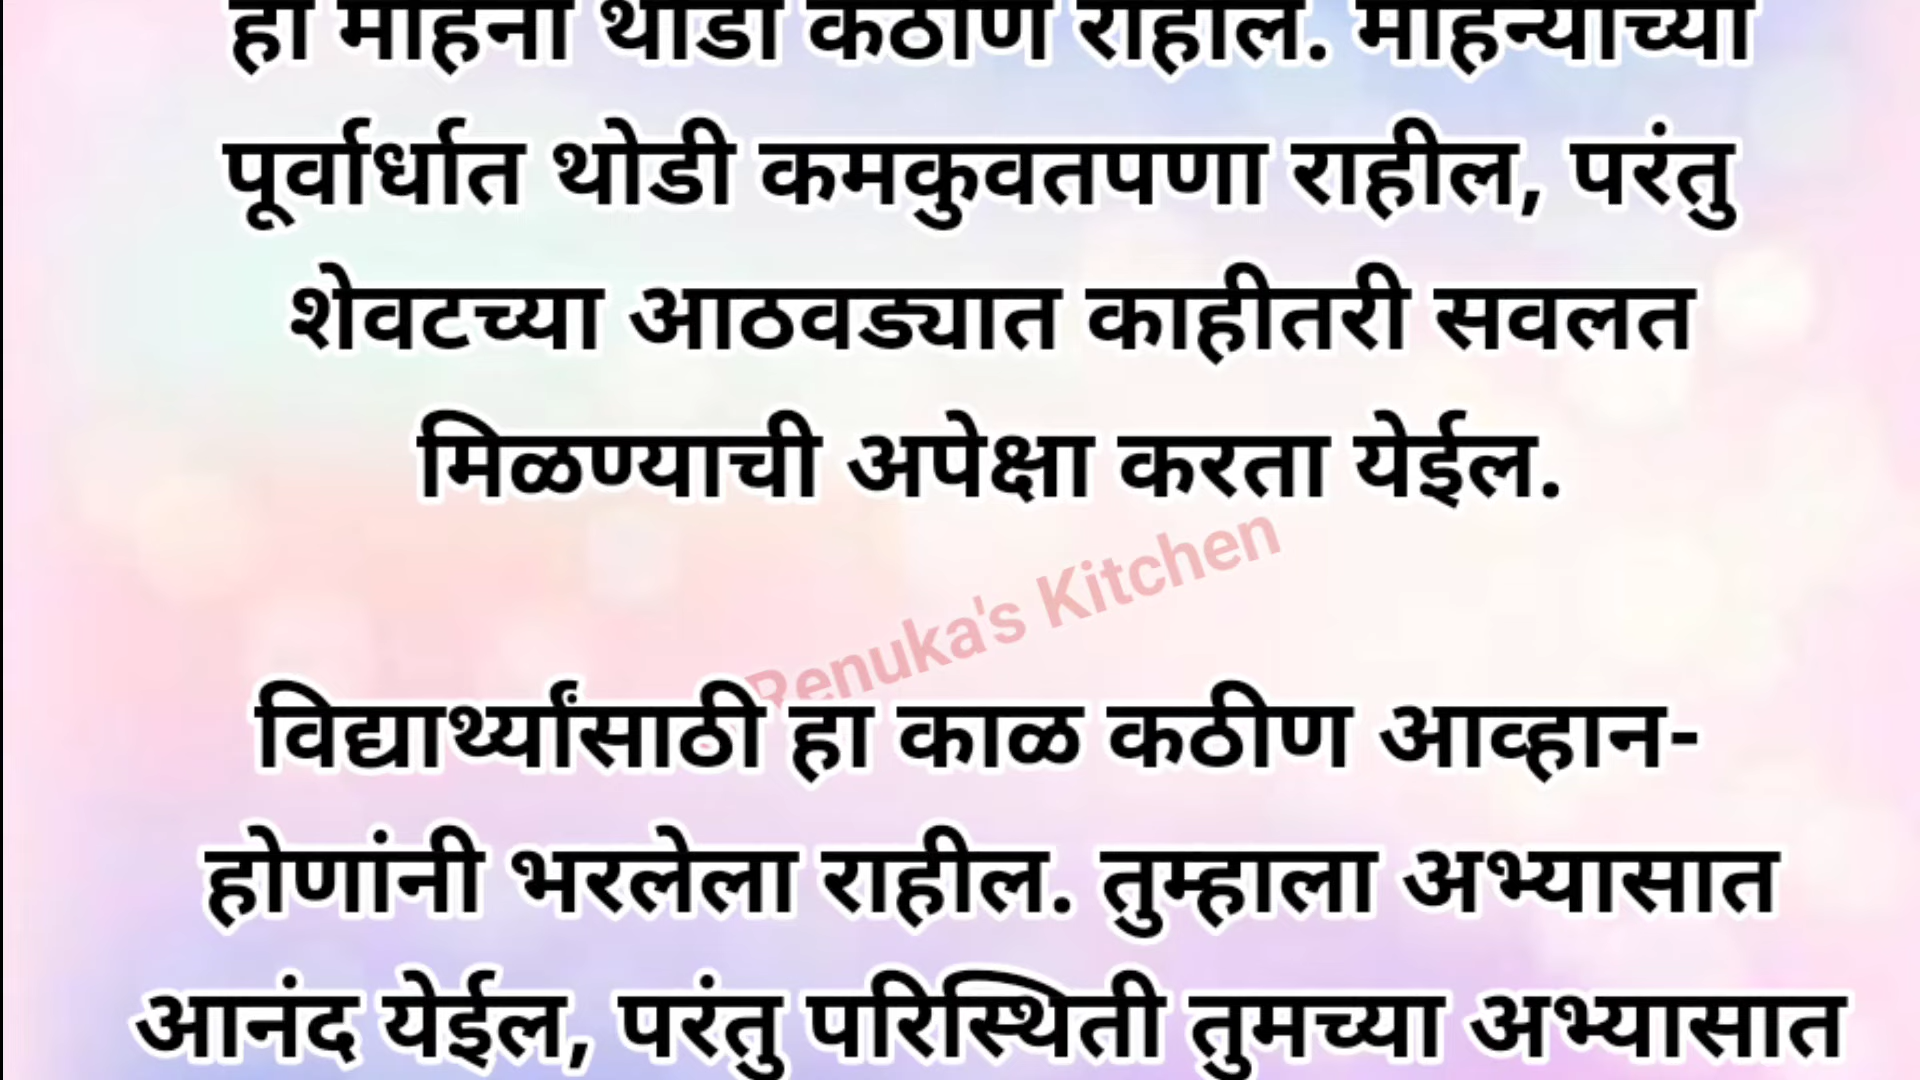 हा महिना थोडा कठीण राहील. महिन्याच्या
पूर्वार्धात थोडी कमकुवतपणा राहील, परंतु
शेवटच्या आठवड्यात काहीतरी सवलत
मिळण्याची अपेक्षा करता येईल.
Renuka's Kitchen
विद्यार्थ्यांसाठी हा काळ कठीण आव्हान-
होणांनी भरलेला राहील. तुम्हाला अभ्यासात
आनंद येईल, परंतु परिस्थिती तुमच्या अभ्यासात